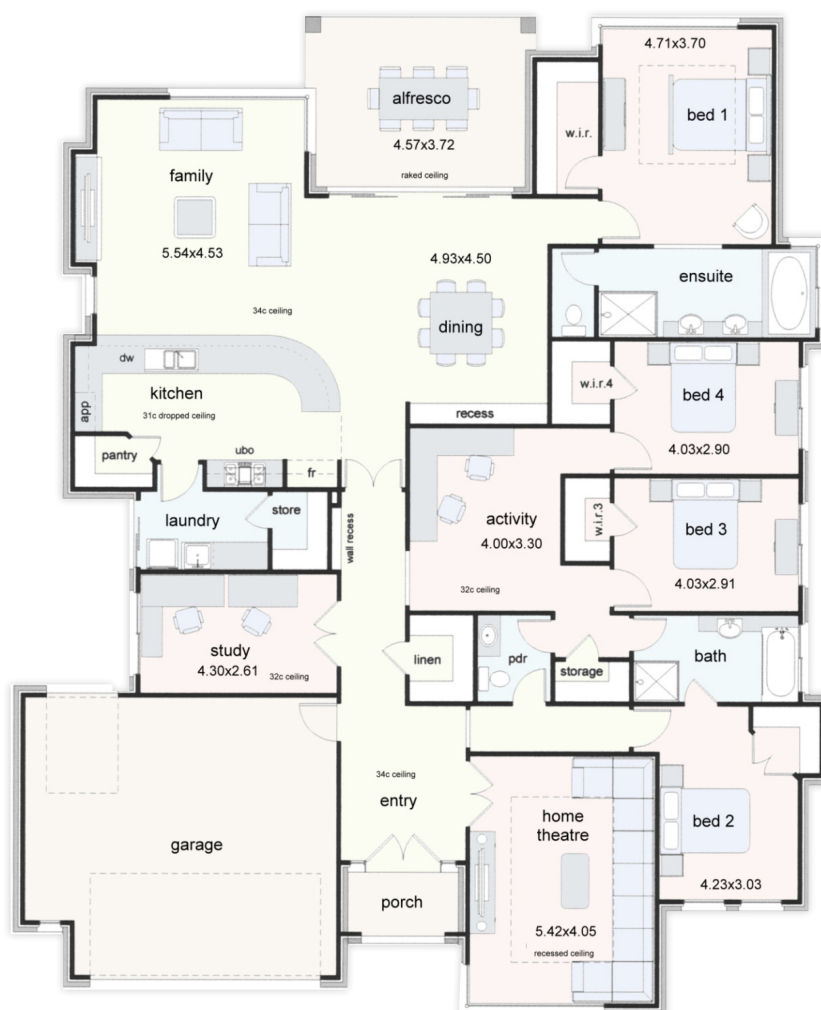 4.71x3.70
bed 1
w.i.r.
alfresco
4.57x3.72
raked ceiling
family
5.54x4.53
34c ceiling
4.93x4.50
dining
ensuite
dw
kitchen
31c dropped ceiling
app
pantry
ubo
fr
recess
w.i.r.4
bed 4
4.03x2.90
laundry
store
wall recess
activity
4.00x3.30
32c ceiling
w.i.r.3
bed 3
4.03x2.91
study
4.30x2.61
32c ceiling
linen
pdr
storage
bath
34c ceiling
entry
garage
porch
home
theatre
5.42x4.05
recessed ceiling
bed 2
4.23x3.03